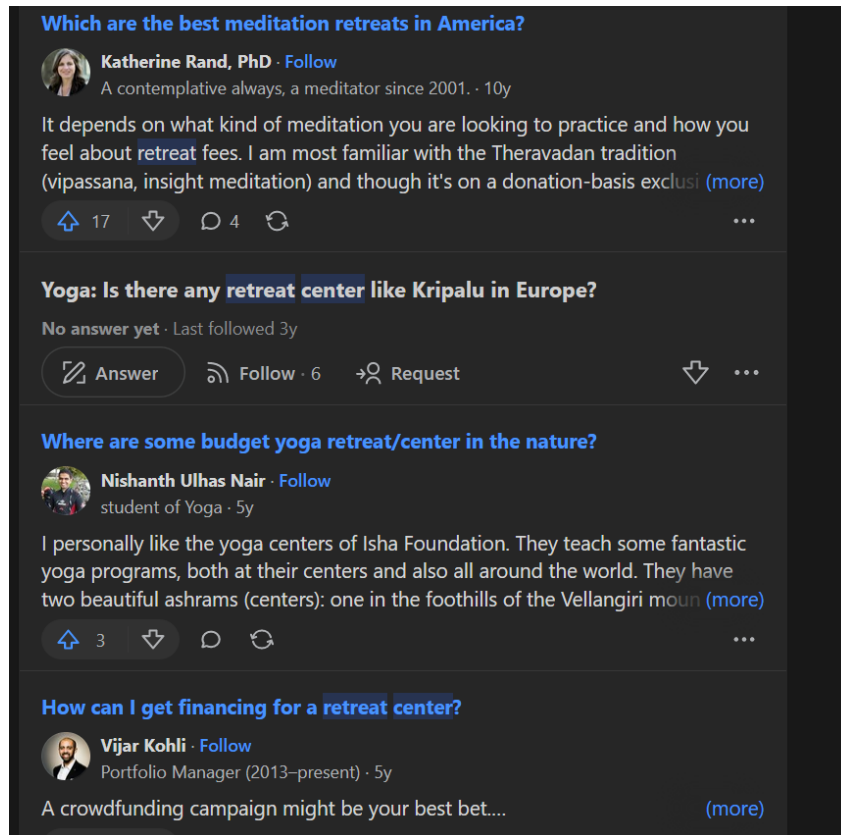 Which are the best meditation retreats in America?
Katherine Rand, PhD · Follow
A contemplative always, a meditator since 2001. · 10y
It depends on what kind of meditation you are looking to practice and how you
feel about retreat fees. I am most familiar with the Theravadan tradition
(vipassana, insight meditation) and though it's on a donation-basis exclusi (more)
17 4
Yoga: Is there any retreat center like Kripalu in Europe?
No answer yet · Last followed 3y
Answer Follow · 6 Request
Where are some budget yoga retreat/center in the nature?
Nishanth Ulhas Nair · Follow
student of Yoga · 5y
I personally like the yoga centers of Isha Foundation. They teach some fantastic
yoga programs, both at their centers and also all around the world. They have
two beautiful ashrams (centers): one in the foothills of the Vellangiri moun (more)
3
How can I get financing for a retreat center?
Vijar Kohli · Follow
Portfolio Manager (2013–present) · 5y
A crowdfunding campaign might be your best bet.... (more)